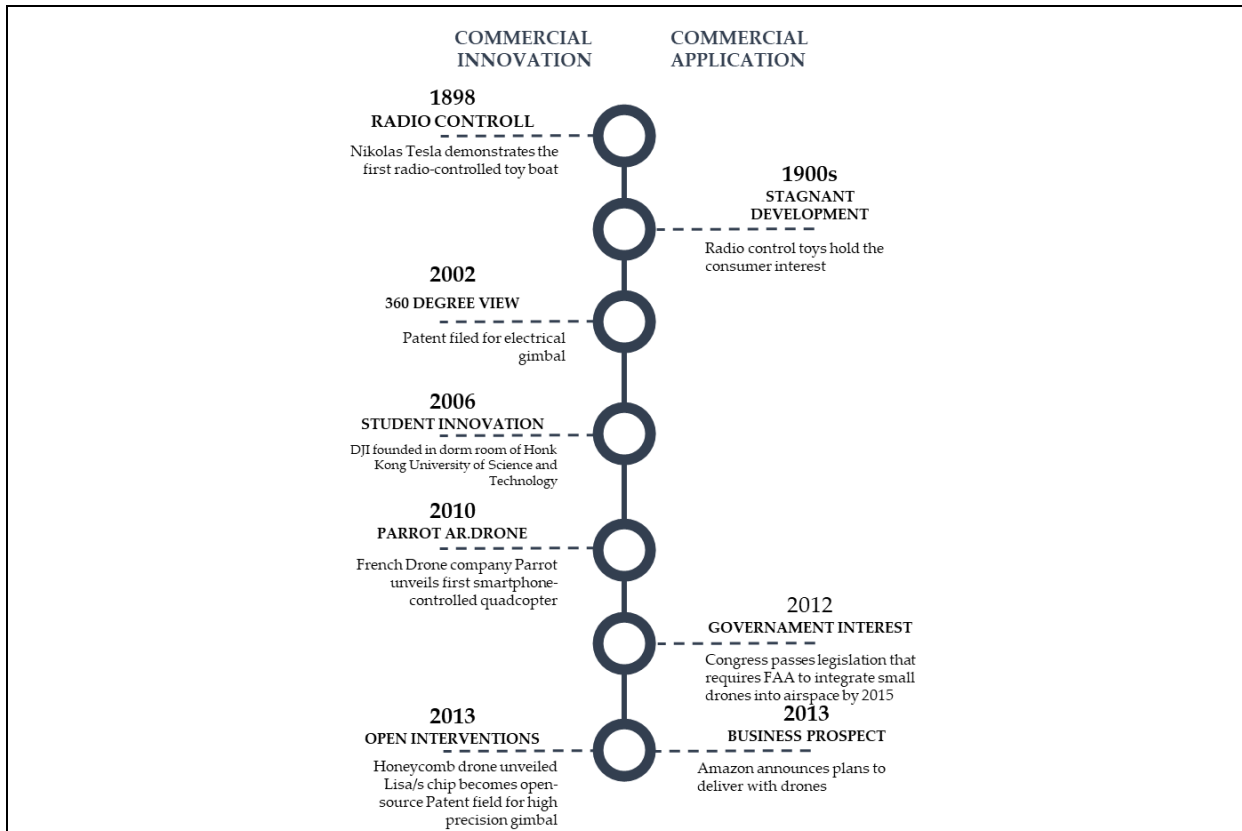 COMMERCIAL
INNOVATION
COMMERCIAL
APPLICATION
1898
RADIO CONTROLL
Nikolas Tesla demonstrates the
first radio-controlled toy boat
1900s
STAGNANT
DEVELOPMENT
Radio control toys hold the
consumer interest
2002
360 DEGREE VIEW
Patent filed for electrical
gimbal
2006
STUDENT INNOVATION
DJI founded in dorm room of Honk
Kong University of Science and
Technology
2010
PARROT AR.DRONE
French Drone company Parrot
unveils first smartphone-
controlled quadcopter
2012
GOVERNAMENT INTEREST
Congress passes legislation that
requires FAA to integrate small
drones into airspace by 2015
2013
OPEN INTERVENTIONS
Honeycomb drone unveiled
Lisa/s chip becomes open-
source Patent field for high
precision gimbal
2013
BUSINESS PROSPECT
Amazon announces plans to
deliver with drones